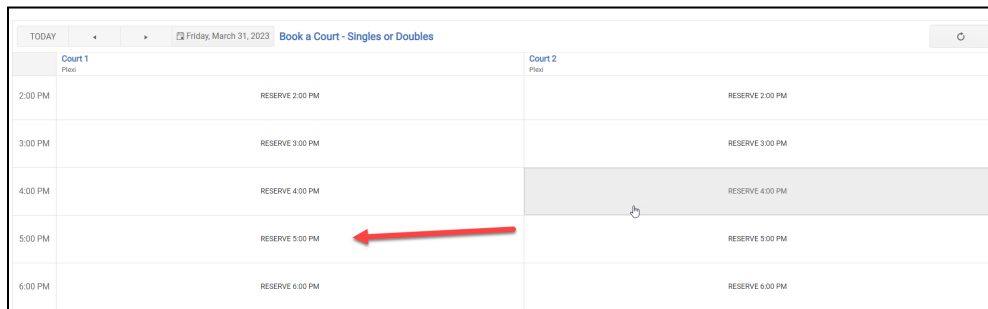 TODAY Friday, March 31, 2023 Book a Court - Singles or Doubles
Court 1 Court 2
Plexi Plexi
2:00 PM RESERVE 2:00 PM RESERVE 2:00 PM
3:00 PM RESERVE 3:00 PM RESERVE 3:00 PM
4:00 PM RESERVE 4:00 PM RESERVE 4:00 PM
5:00 PM RESERVE 5:00 PM RESERVE 5:00 PM
6:00 PM RESERVE 6:00 PM RESERVE 6:00 PM